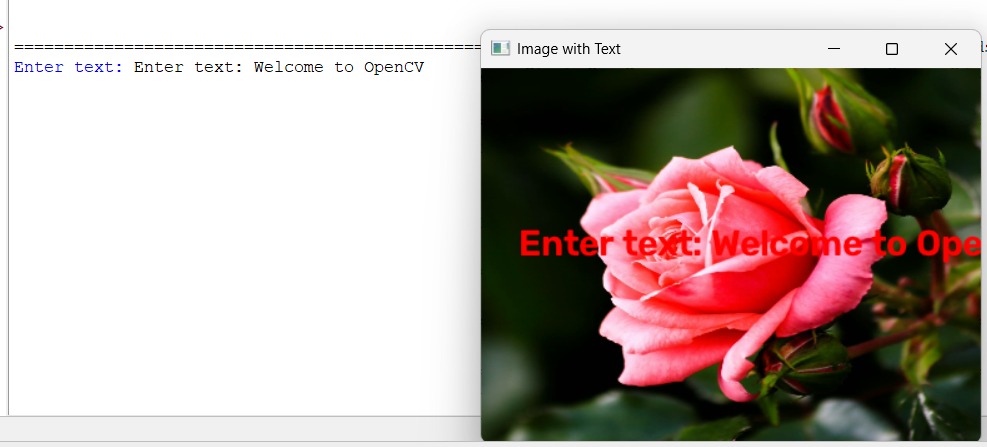 Image with Text
================================================
Enter text: Enter text: Welcome to OpenCV
Enter text: Welcome to Ope